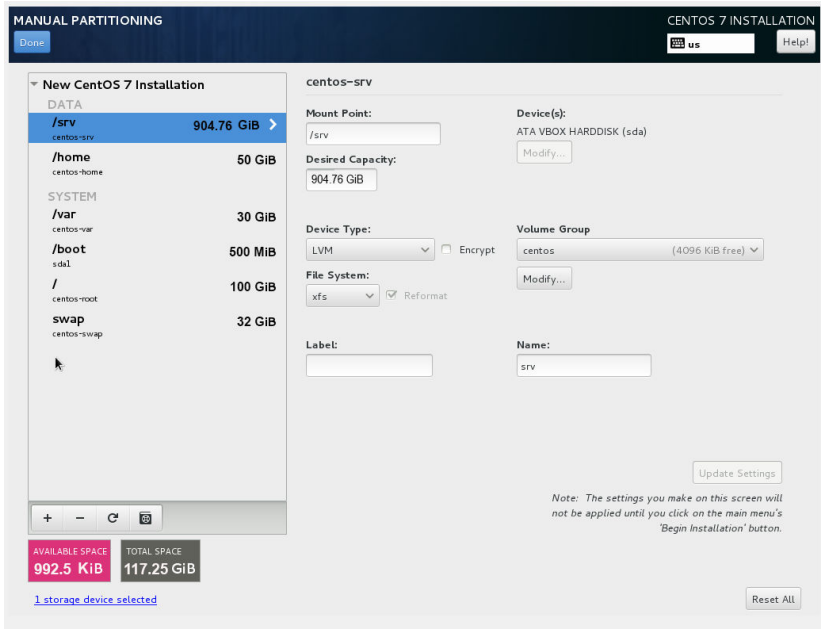 MANUAL PARTITIONING
CENTOS 7 INSTALLATION
Done
us
Help!
New CentOS 7 Installation
DATA
/srv
904.76 GiB
centos-srv
/home
50 GiB
centos-home
SYSTEM
/var
30 GiB
centos-var
/boot
500 MiB
sda1
/
100 GiB
centos-root
swap
32 GiB
centos-swap
+ −
AVAILABLE SPACE
992.5 KiB
TOTAL SPACE
117.25 GiB
1 storage device selected
centos-srv
Mount Point:
/srv
Desired Capacity:
904.76 GiB
Device(s):
ATA VBOX HARDDISK (sda)
Modify...
Device Type:
LVM
Encrypt
File System:
xfs
Reformat
Volume Group
centos (4096 KiB free)
Modify...
Label:
Name:
srv
Update Settings
Note: The settings you make on this screen will
not be applied until you click on the main menu's
'Begin Installation' button.
Reset All